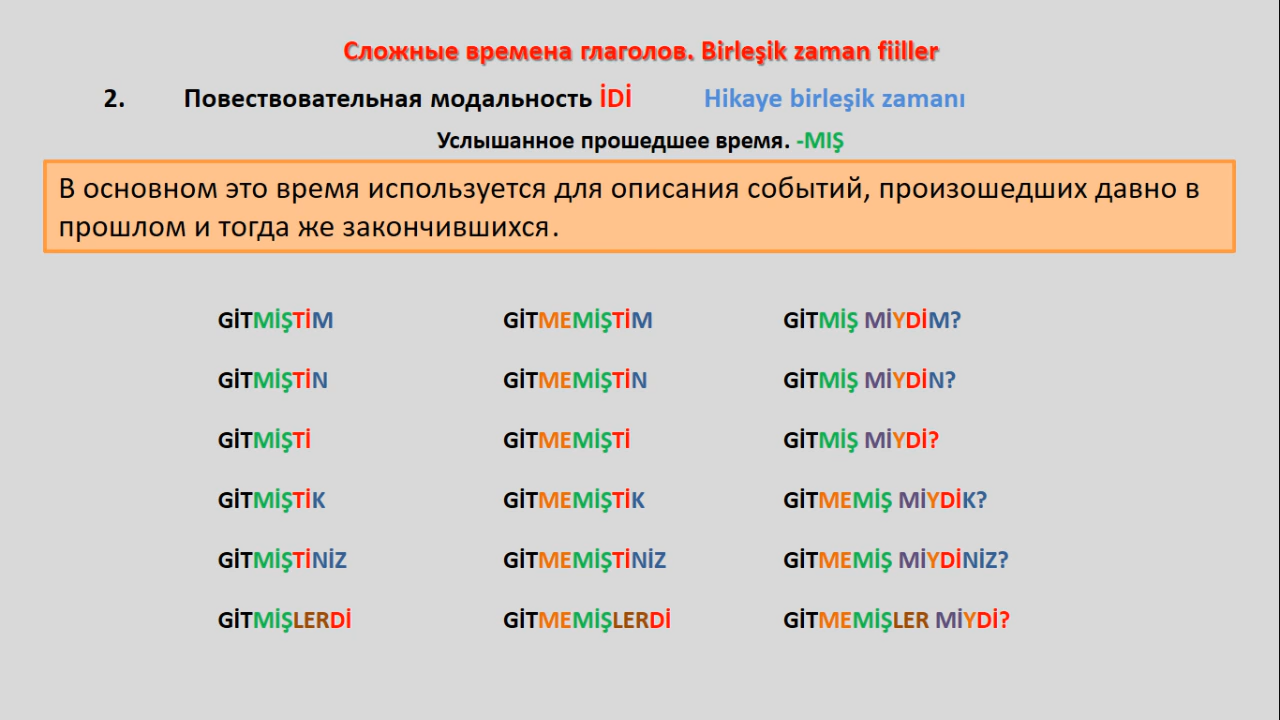 Сложные времена глаголов. Birleşik zaman fiiller
2. Повествовательная модальность İDİ Hikaye birleşik zamanı
Услышанное прошедшее время. -MIŞ
В основном это время используется для описания событий, произошедших давно в
прошлом и тогда же закончившихся.
GİTMİŞTİM GİTMEMİŞTİM GİTMİŞ MİYDİM?
GİTMİŞTİN GİTMEMİŞTİN GİTMİŞ MİYDİN?
GİTMİŞTİ GİTMEMİŞTİ GİTMİŞ MİYDİ?
GİTMİŞTİK GİTMEMİŞTİK GİTMEMİŞ MİYDİK?
GİTMİŞTİNİZ GİTMEMİŞTİNİZ GİTMEMİŞ MİYDİNİZ?
GİTMİŞLERDİ GİTMEMİŞLERDİ GİTMEMİŞLER MİYDİ?